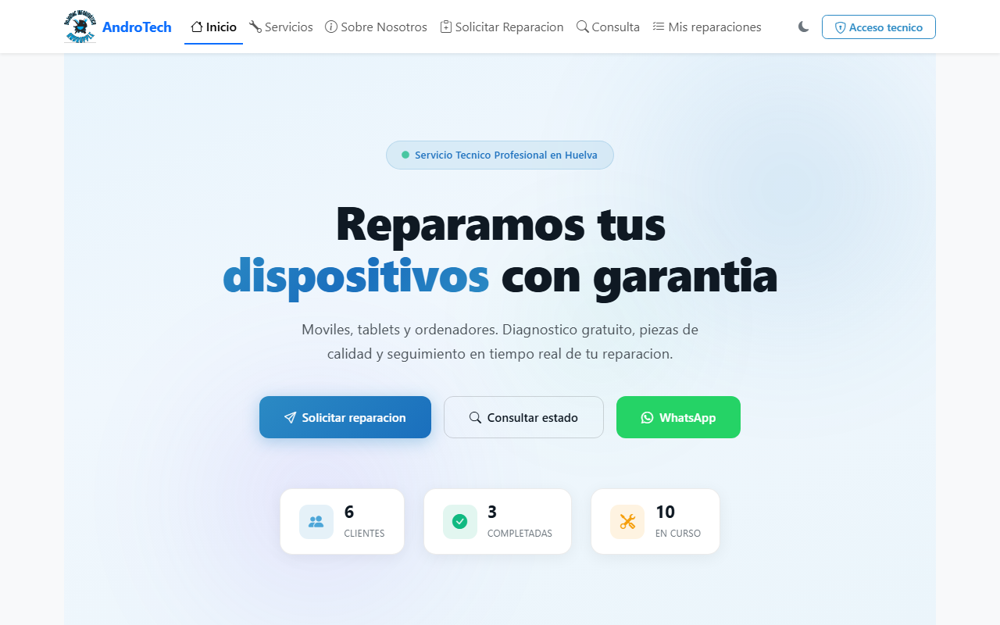 AndroTech
Inicio
Servicios
Sobre Nosotros
Solicitar Reparacion
Consulta
Mis reparaciones
Acceso tecnico
Servicio Tecnico Profesional en Huelva
Reparamos tus
dispositivos con garantia
Moviles, tablets y ordenadores. Diagnostico gratuito, piezas de
calidad y seguimiento en tiempo real de tu reparacion.
Solicitar reparacion
Consultar estado
WhatsApp
6
CLIENTES
3
COMPLETADAS
10
EN CURSO